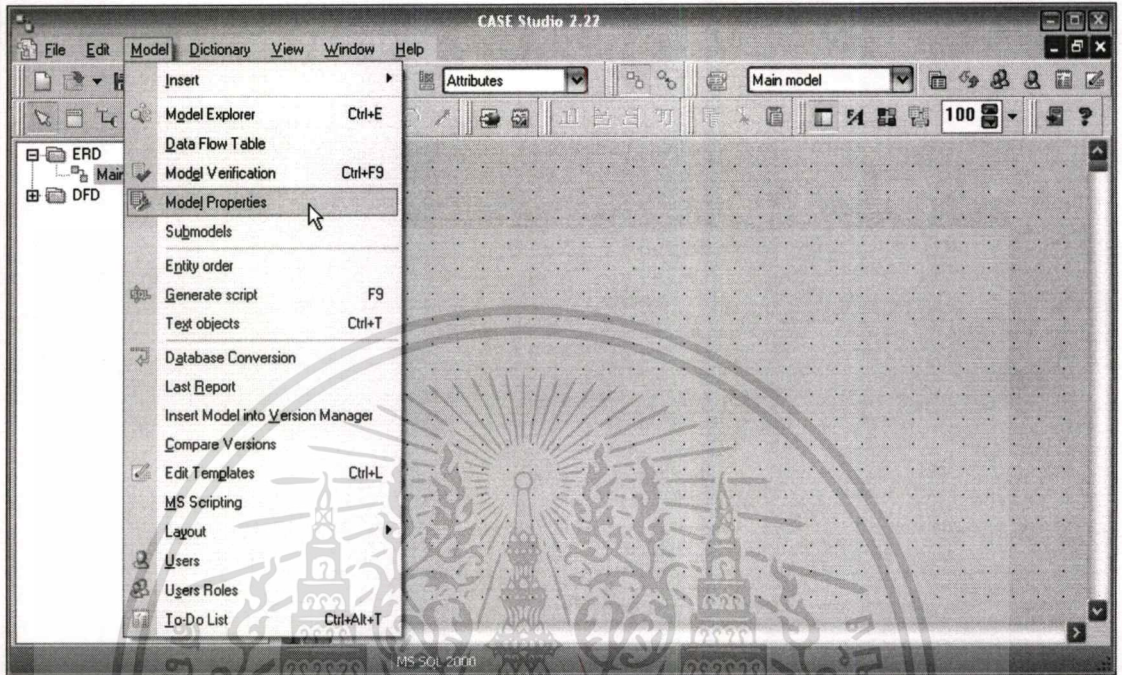 CASE Studio 2.22
File Edit Model Dictionary View Window Help
Attributes
Main model
100
ERD
Main
DFD
Insert
Model Explorer Ctrl+E
Data Flow Table
Model Verification Ctrl+F9
Model Properties
Submodels
Entity order
Generate script F9
Text objects Ctrl+T
Database Conversion
Last Report
Insert Model into Version Manager
Compare Versions
Edit Templates Ctrl+L
MS Scripting
Layout
Users
Users Roles
To-Do List Ctrl+Alt+T
MS SQL 2000